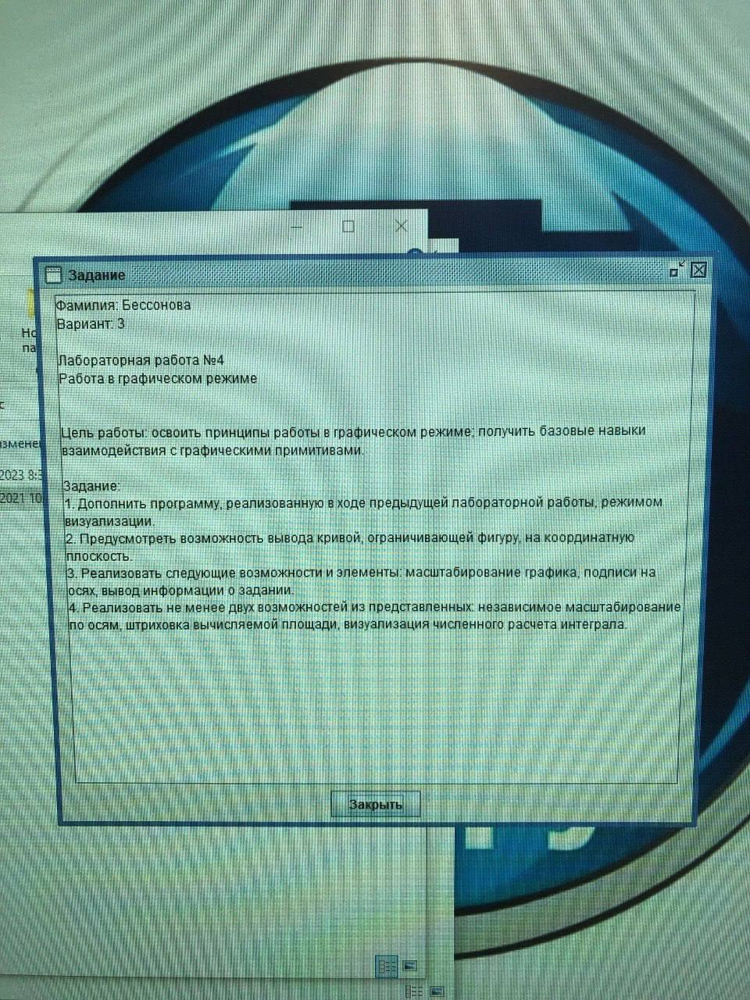 Задание
Фамилия: Бессонова
Вариант: 3
Лабораторная работа №4
Работа в графическом режиме
Цель работы: освоить принципы работы в графическом режиме; получить базовые навыки
взаимодействия с графическими примитивами.
Задание:
1. Дополнить программу, реализованную в ходе предыдущей лабораторной работы, режимом
визуализации.
2. Предусмотреть возможность вывода кривой, ограничивающей фигуру, на координатную
плоскость.
3. Реализовать следующие возможности и элементы: масштабирование графика, подписи на
осях, вывод информации о задании.
4. Реализовать не менее двух возможностей из представленных: независимое масштабирование
по осям, штриховка вычисляемой площади, визуализация численного расчета интеграла.
Закрыть
Но
па
с
измене
2023 8:3
2021 10